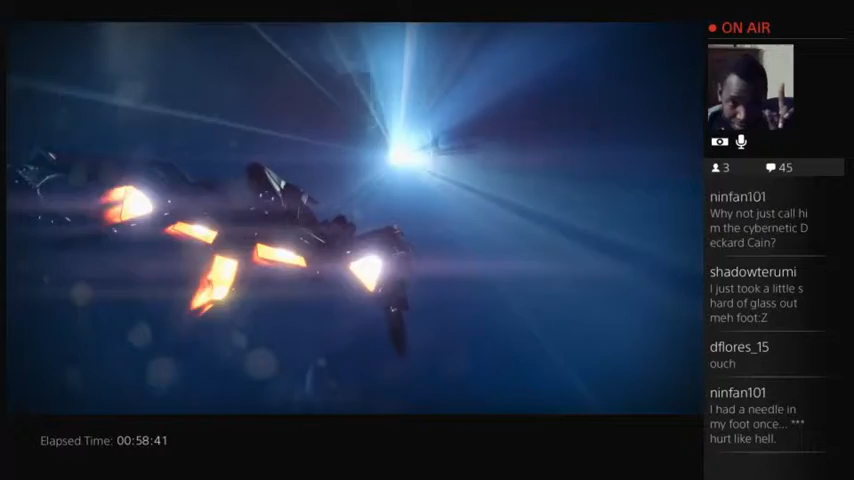 ON AIR
3 45
ninfan101
Why not just call hi
m the cybernetic D
eckard Cain?
shadowterumi
I just took a little s
hard of glass out
meh foot:Z
dflores_15
ouch
ninfan101
I had a needle in
my foot once... ***
hurt like hell.
Elapsed Time: 00:58:41